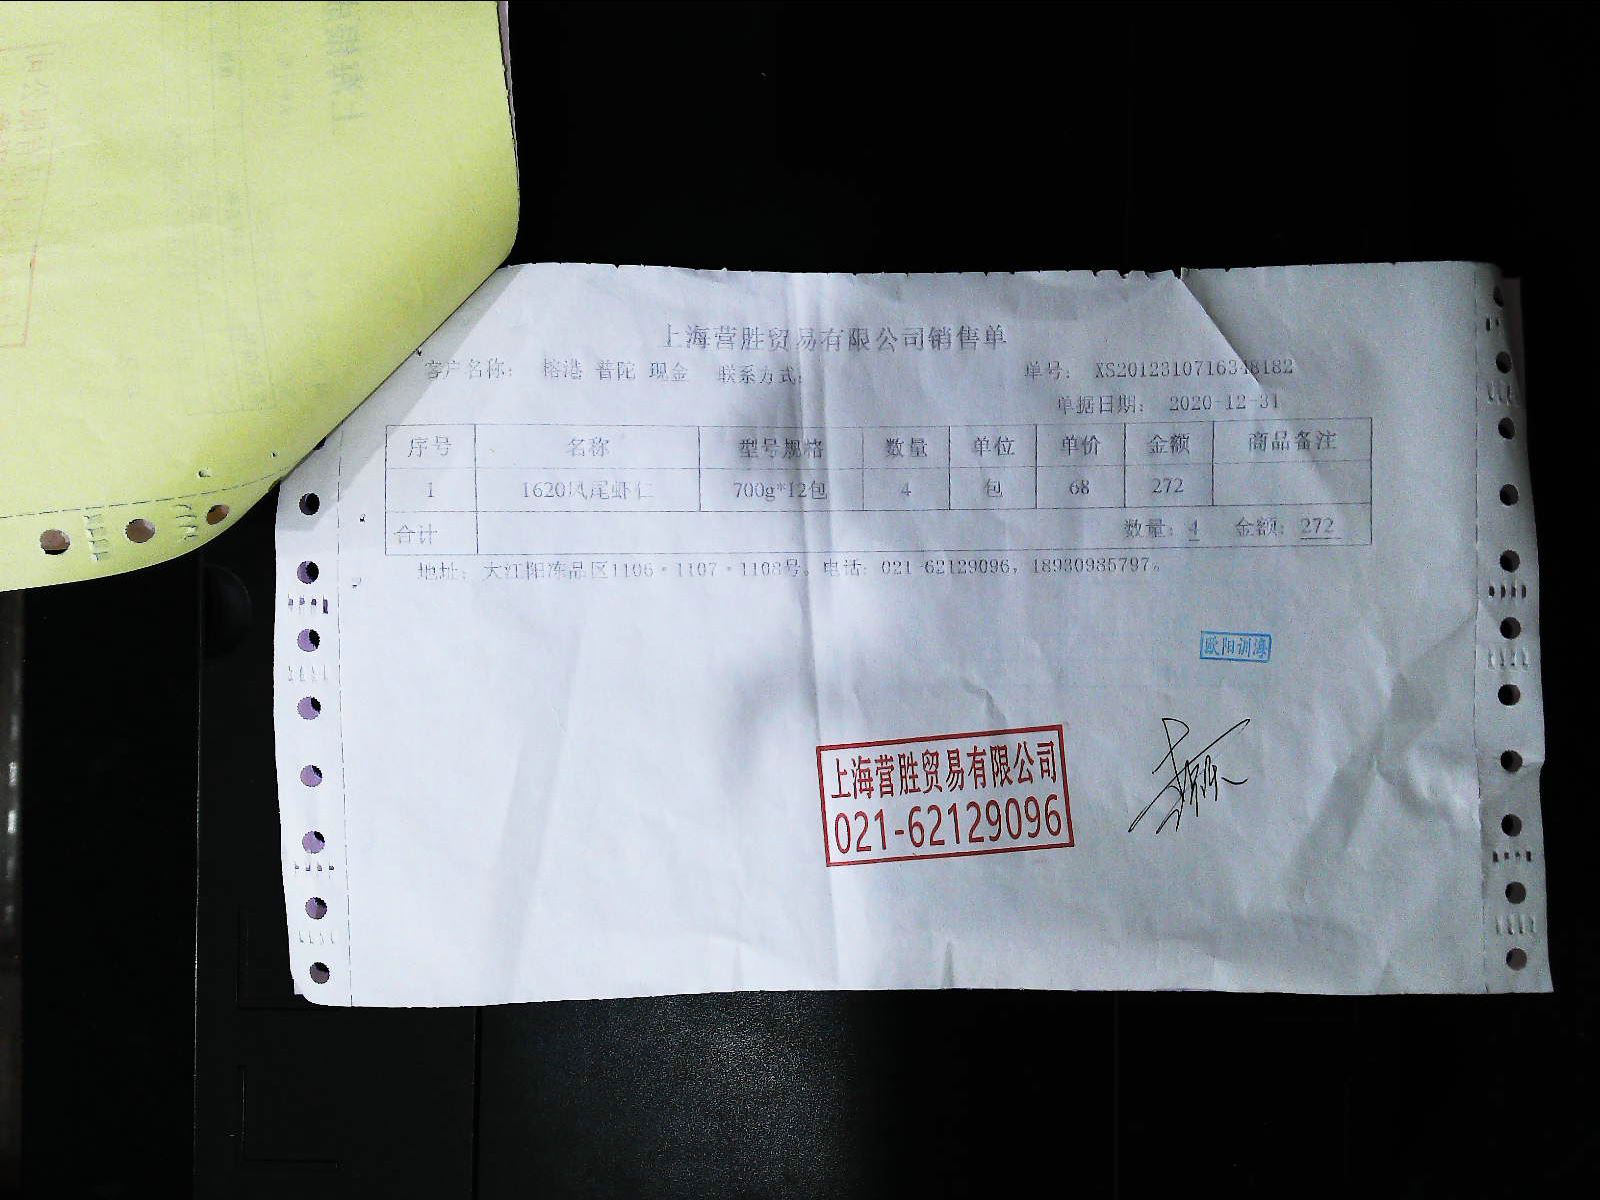 上海营胜贸易有限公司销售单
客户名称： 榕港 普陀 现金 联系方式： 单号： XS2012310716348182
单据日期： 2020-12-31
序号 名称 型号规格 数量 单位 单价 金额 商品备注
1 1620凤尾虾仁 700g*12包 4 包 68 272
合计 数量：4 金额：272
地址： 大江阳冻品区1106·1107·1108号。电话：021-62129096，18930985797。
欧阳训海
上海营胜贸易有限公司
021-62129096